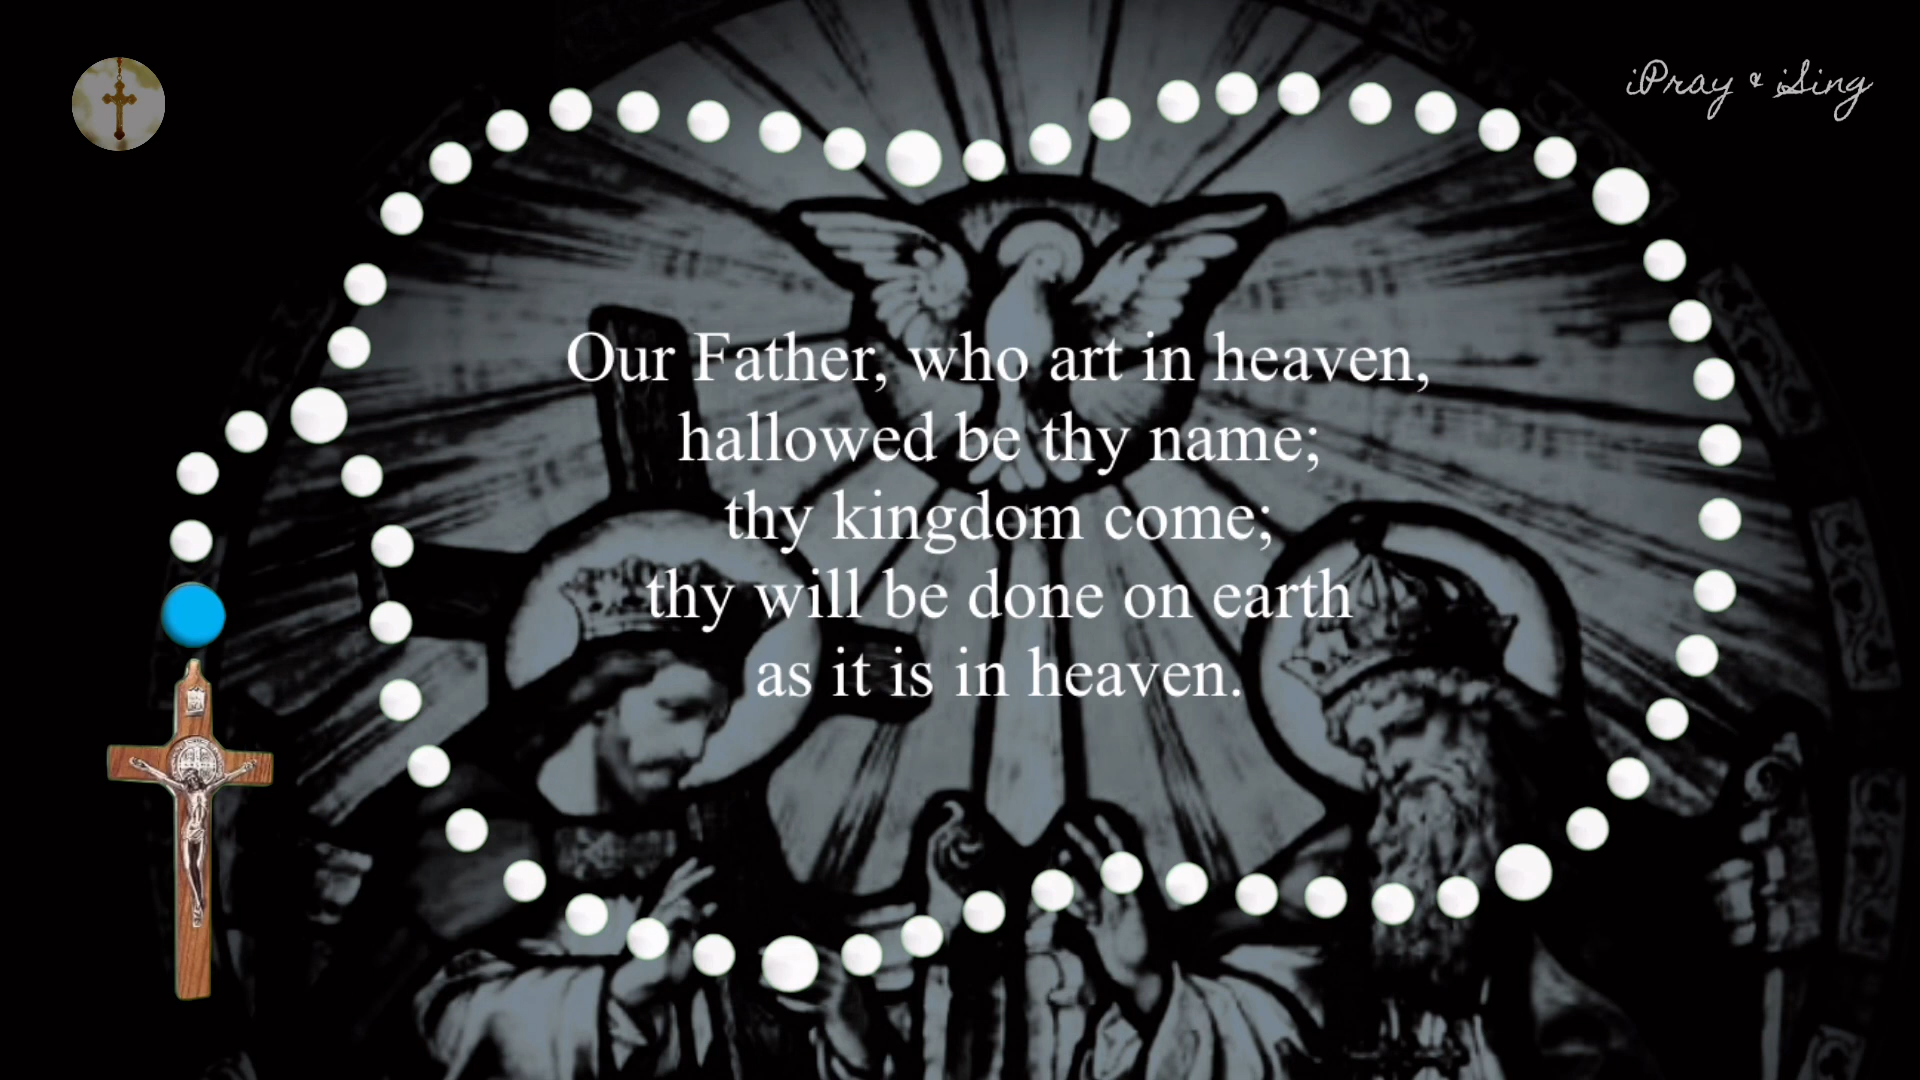 iPray & iSing
Our Father, who art in heaven,
hallowed be thy name;
thy kingdom come;
thy will be done on earth
as it is in heaven.